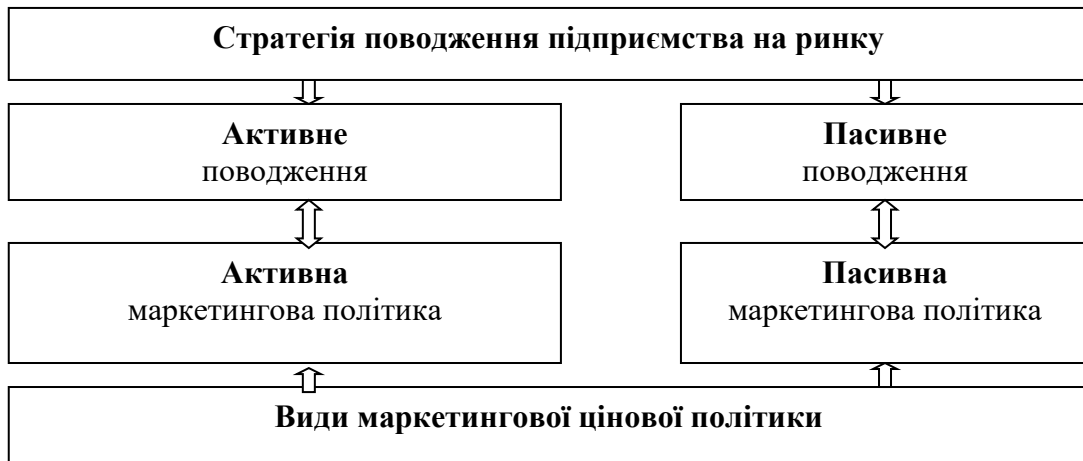 Стратегія поводження підприємства на ринку
Активне
поводження
Пасивне
поводження
Активна
маркетингова політика
Пасивна
маркетингова політика
Види маркетингової цінової політики